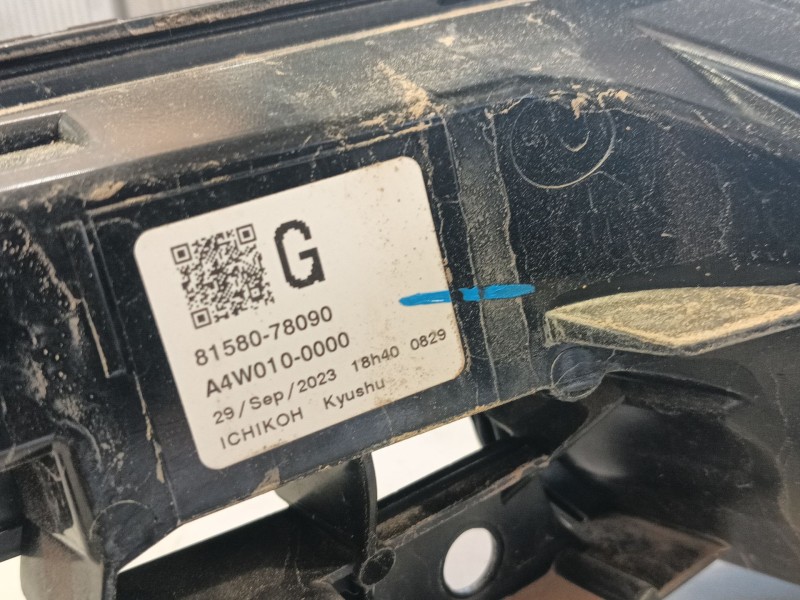 G
81580-78090
A4W010-0000
29/Sep/2023 18h40 0829
ICHIKOH Kyushu